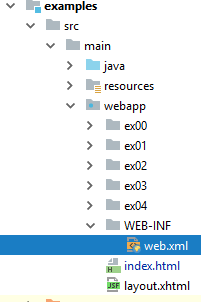 examples
src
main
java
resources
webapp
ex00
ex01
ex02
ex03
ex04
WEB-INF
web.xml
index.html
layout.xhtml